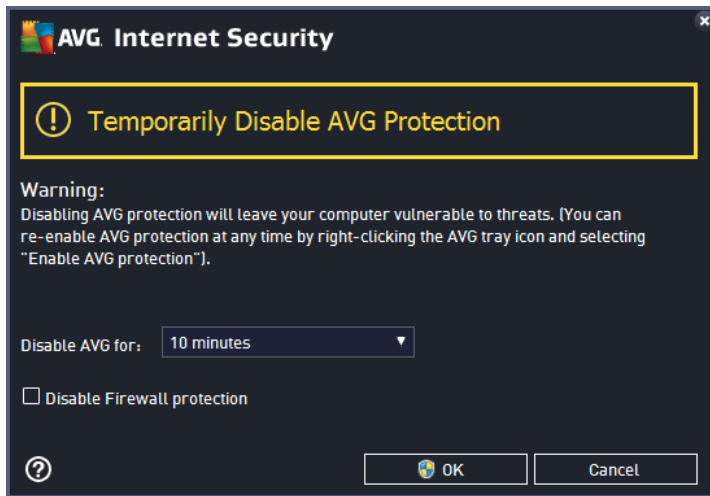 AVG. Internet Security
Temporarily Disable AVG Protection
Warning:
Disabling AVG protection will leave your computer vulnerable to threats. (You can
re-enable AVG protection at any time by right-clicking the AVG tray icon and selecting
"Enable AVG protection").
Disable AVG for: 10 minutes
Disable Firewall protection
OK Cancel